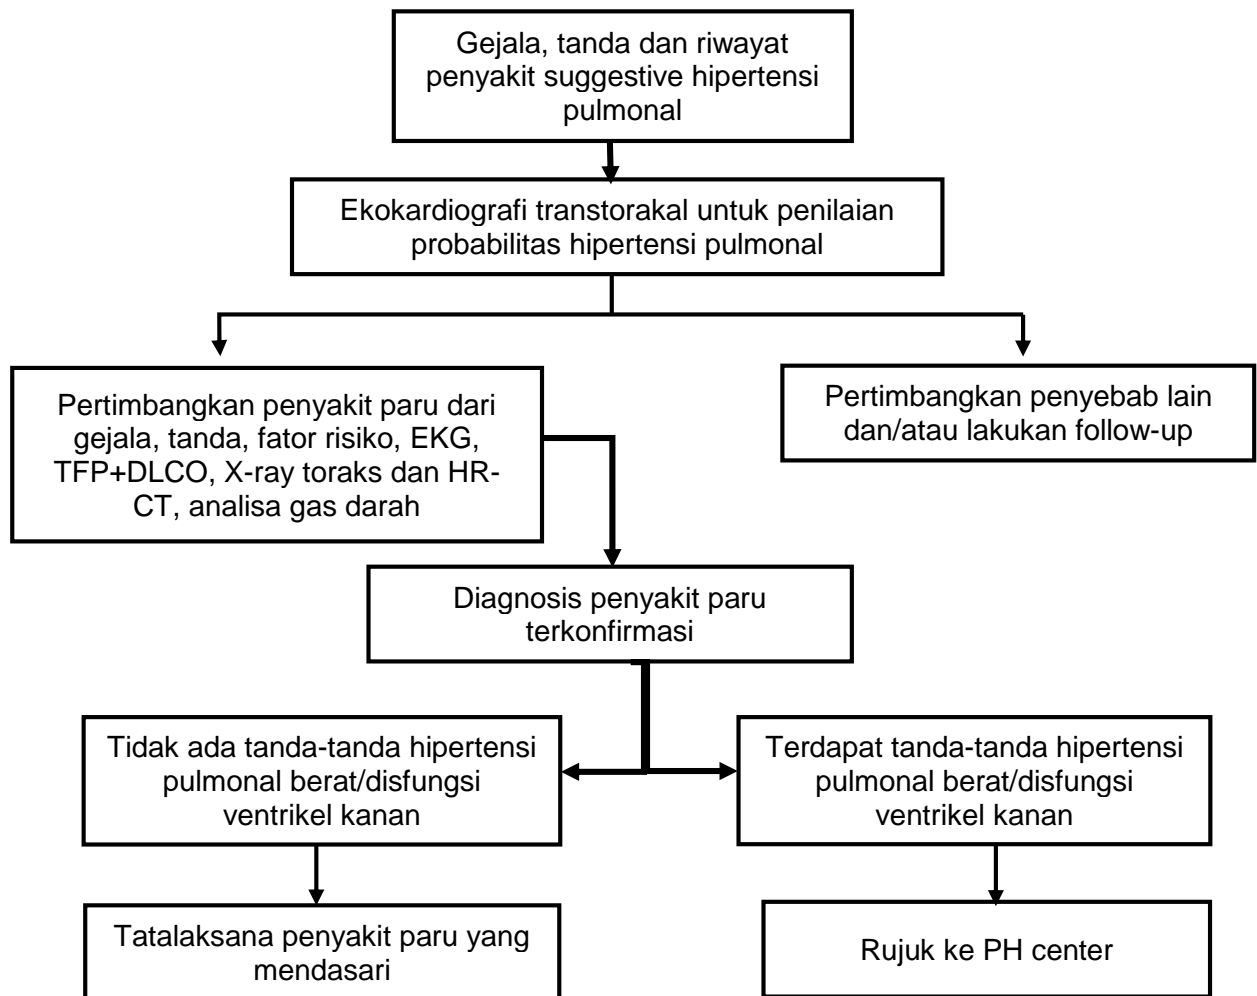 Gejala, tanda dan riwayat
penyakit suggestive hipertensi
pulmonal
Ekokardiografi transtorakal untuk penilaian
probabilitas hipertensi pulmonal
Pertimbangkan penyakit paru dari
gejala, tanda, fator risiko, EKG,
TFP+DLCO, X-ray toraks dan HR-
CT, analisa gas darah
Pertimbangkan penyebab lain
dan/atau lakukan follow-up
Diagnosis penyakit paru
terkonfirmasi
Tidak ada tanda-tanda hipertensi
pulmonal berat/disfungsi
ventrikel kanan
Terdapat tanda-tanda hipertensi
pulmonal berat/disfungsi
ventrikel kanan
Tatalaksana penyakit paru yang
mendasari
Rujuk ke PH center